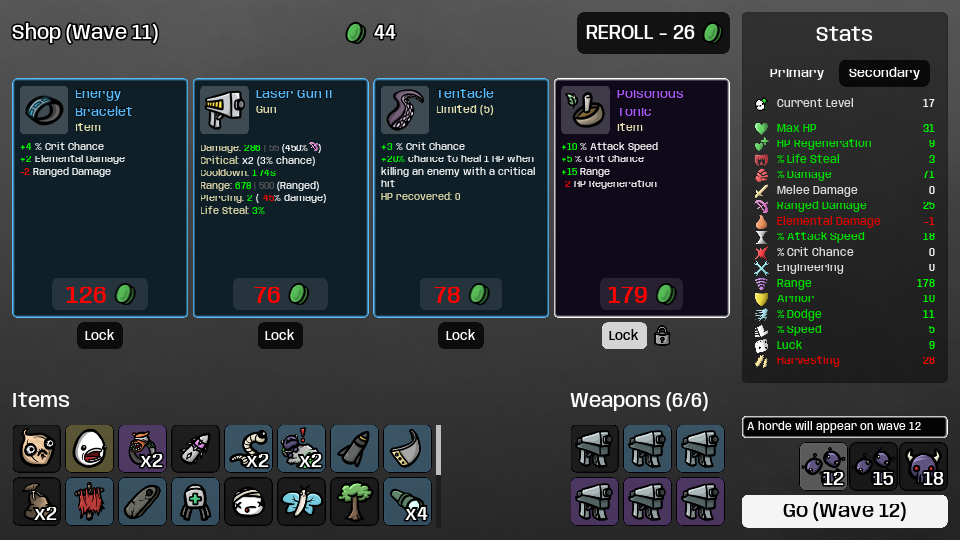 Shop (Wave 11)
44
REROLL - 26
Energy
Bracelet
Item
+4 % Crit Chance
+2 Elemental Damage
-2 Ranged Damage
126
Lock
Laser Gun II
Gun
Damage: 286 | 55 (450%)
Critical: x2 (3% chance)
Cooldown: 1.74s
Range: 678 | 500 (Ranged)
Piercing: 2 (-45% damage)
Life Steal: 3%
76
Lock
Tentacle
Limited (5)
+3 % Crit Chance
+20% chance to heal 1 HP when
killing an enemy with a critical
hit
HP recovered: 0
78
Lock
Poisonous
Tonic
Item
+10 % Attack Speed
+5 % Crit Chance
+15 Range
-2 HP Regeneration
179
Lock
Stats
Primary
Secondary
Current Level 17
Max HP 31
HP Regeneration 9
% Life Steal 3
% Damage 71
Melee Damage 0
Ranged Damage 25
Elemental Damage -1
% Attack Speed 18
% Crit Chance 0
Engineering 0
Range 178
Armor 10
% Dodge 11
% Speed 5
Luck 9
Harvesting -28
Items
x2
x2
x2
x2
x4
Weapons (6/6)
A horde will appear on wave 12
12
15
18
Go (Wave 12)